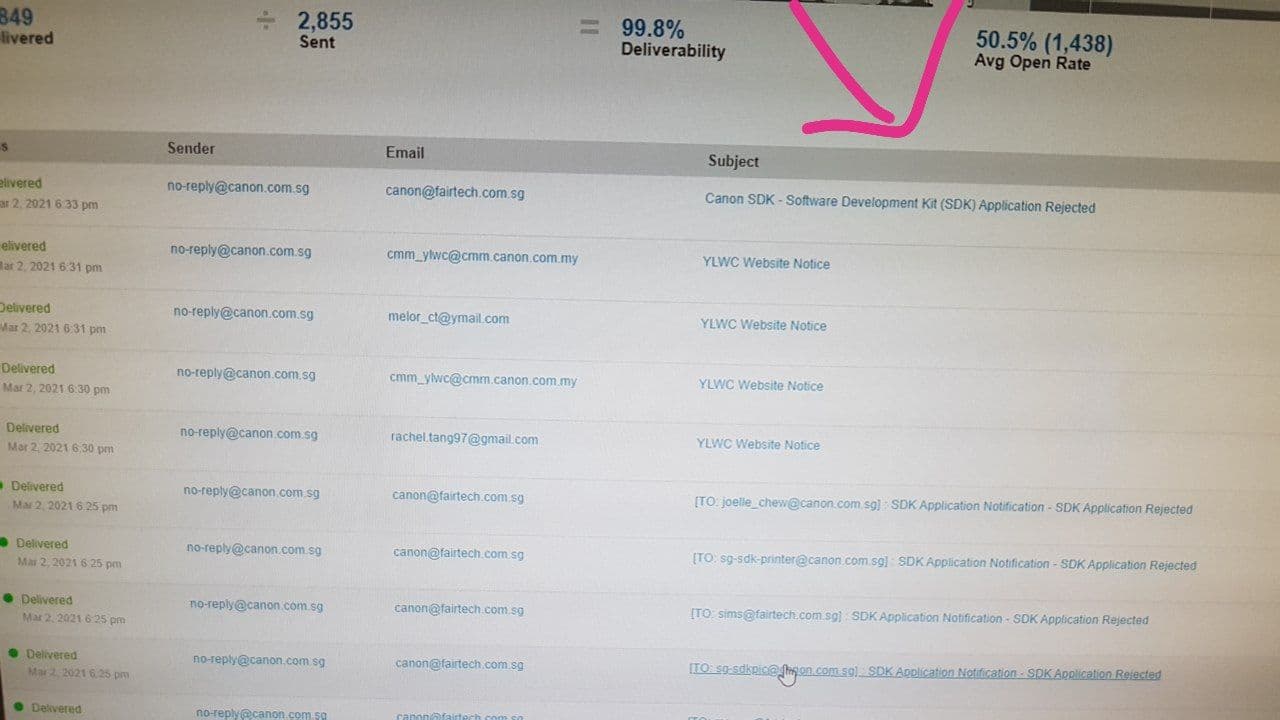 849 ÷ 2,855 = 99.8% 50.5% (1,438)
livered Sent Deliverability Avg Open Rate
s Sender Email Subject
elivered no-reply@canon.com.sg canon@fairtech.com.sg Canon SDK - Software Development Kit (SDK) Application Rejected
ar 2, 2021 6:33 pm
elivered no-reply@canon.com.sg cmm_ylwc@cmm.canon.com.my YLWC Website Notice
Mar 2, 2021 6:31 pm
Delivered no-reply@canon.com.sg melor_ct@ymail.com YLWC Website Notice
Mar 2, 2021 6:31 pm
Delivered no-reply@canon.com.sg cmm_ylwc@cmm.canon.com.my YLWC Website Notice
Mar 2, 2021 6:30 pm
Delivered no-reply@canon.com.sg rachel.tang97@gmail.com YLWC Website Notice
Mar 2, 2021 6:30 pm
Delivered no-reply@canon.com.sg canon@fairtech.com.sg [TO: joelle_chew@canon.com.sg] : SDK Application Notification - SDK Application Rejected
Mar 2, 2021 6:25 pm
Delivered no-reply@canon.com.sg canon@fairtech.com.sg [TO: sg-sdk-printer@canon.com.sg] : SDK Application Notification - SDK Application Rejected
Mar 2, 2021 6:25 pm
Delivered no-reply@canon.com.sg canon@fairtech.com.sg [TO: sims@fairtech.com.sg] : SDK Application Notification - SDK Application Rejected
Mar 2, 2021 6:25 pm
Delivered no-reply@canon.com.sg canon@fairtech.com.sg [TO: : SDK Application Notification - SDK Application Rejected
Mar 2, 2021 6:25 pm
Delivered no-reply@canon.com.sg canon@fairtech.com.sg